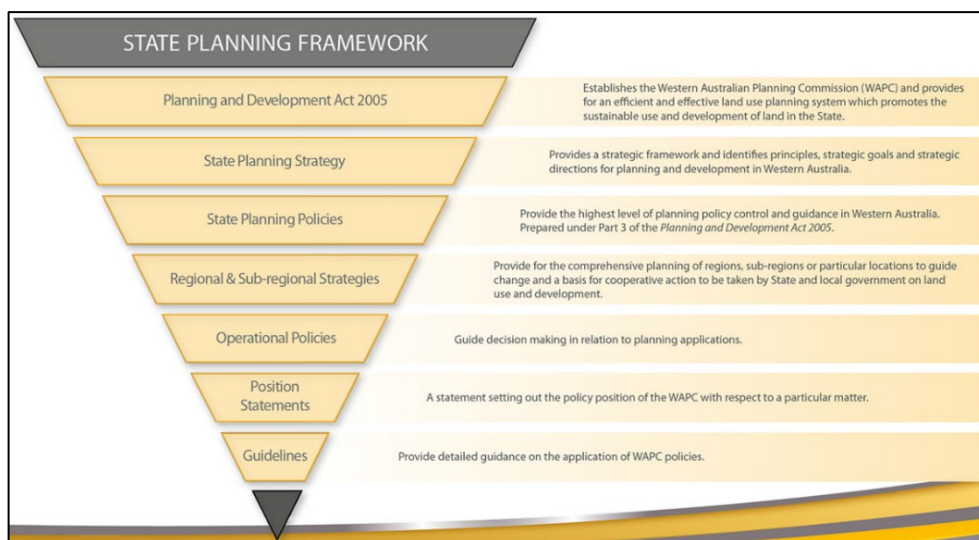 STATE PLANNING FRAMEWORK
Planning and Development Act 2005
Establishes the Western Australian Planning Commission (WAPC) and provides
for an efficient and effective land use planning system which promotes the
sustainable use and development of land in the State.
State Planning Strategy
Provides a strategic framework and identifies principles, strategic goals and strategic
directions for planning and development in Western Australia.
State Planning Policies
Provide the highest level of planning policy control and guidance in Western Australia.
Prepared under Part 3 of the Planning and Development Act 2005.
Regional & Sub-regional Strategies
Provide for the comprehensive planning of regions, sub-regions or particular locations to guide
change and a basis for cooperative action to be taken by State and local government on land
use and development.
Operational Policies
Guide decision making in relation to planning applications.
Position
Statements
A statement setting out the policy position of the WAPC with respect to a particular matter.
Guidelines
Provide detailed guidance on the application of WAPC policies.